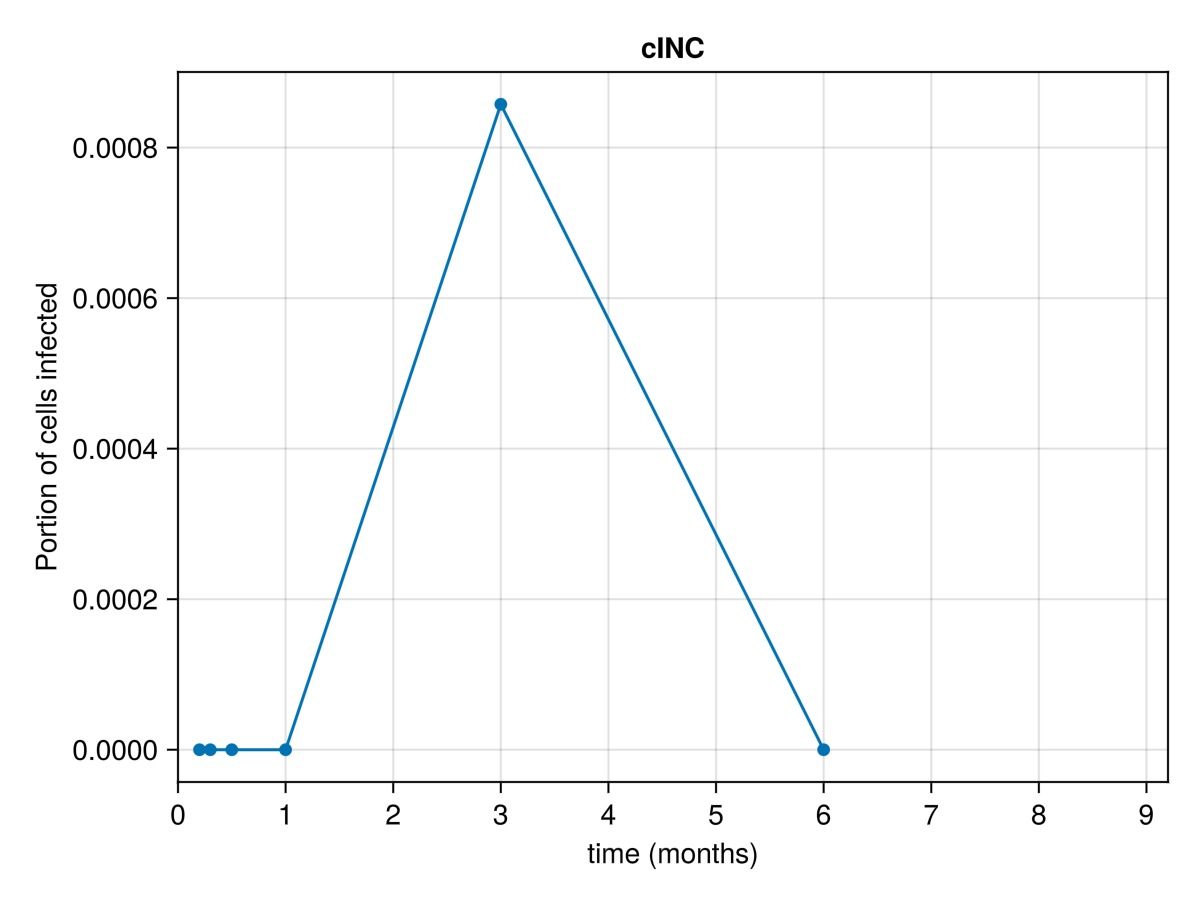 cINC
0.0008
0.0006
0.0004
0.0002
0.0000
Portion of cells infected
0 1 2 3 4 5 6 7 8 9
time (months)